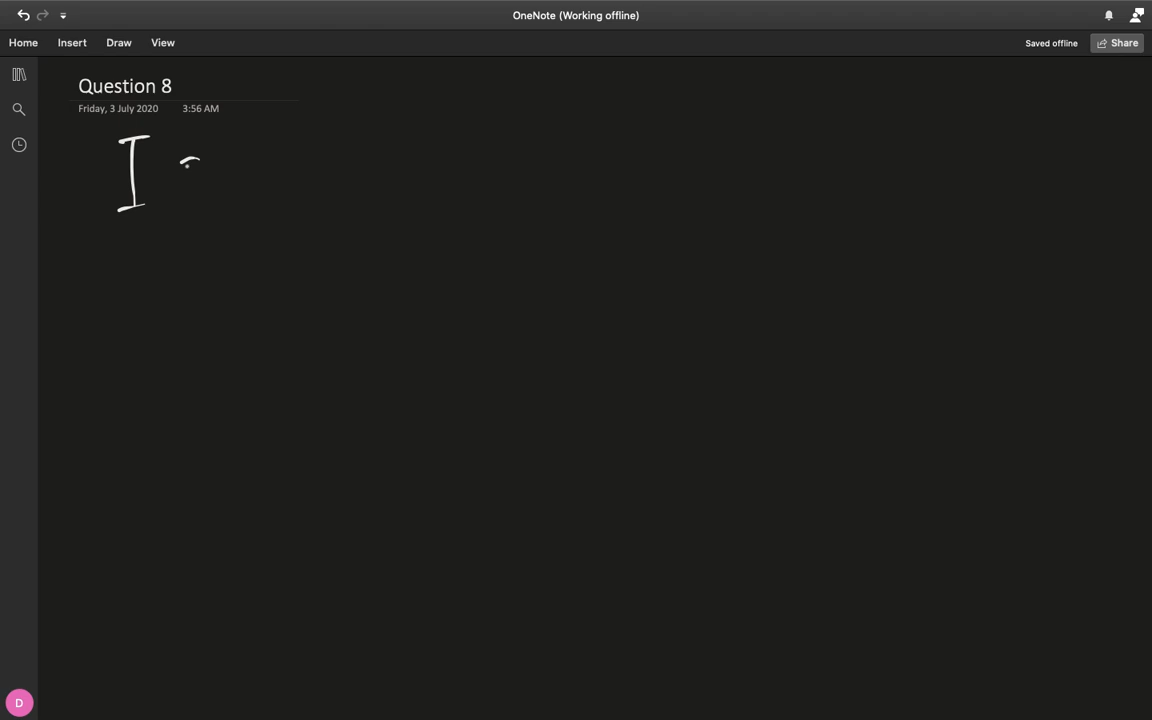 OneNote (Working offline)
Home Insert Draw View
Saved offline Share
Question 8
Friday, 3 July 2020 3:56 AM
I
D